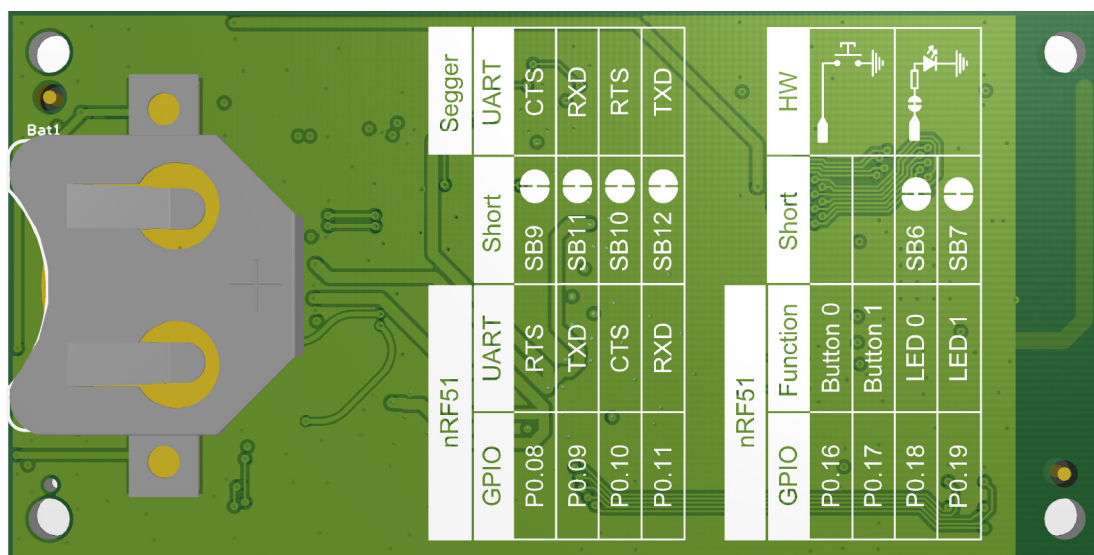 Bat1
nRF51 Segger
GPIO UART Short UART
P0.08 RTS SB9 CTS
P0.09 TXD SB11 RXD
P0.10 CTS SB10 RTS
P0.11 RXD SB12 TXD
nRF51
GPIO Function Short HW
P0.16 Button 0
P0.17 Button 1
P0.18 LED 0 SB6
P0.19 LED 1 SB7